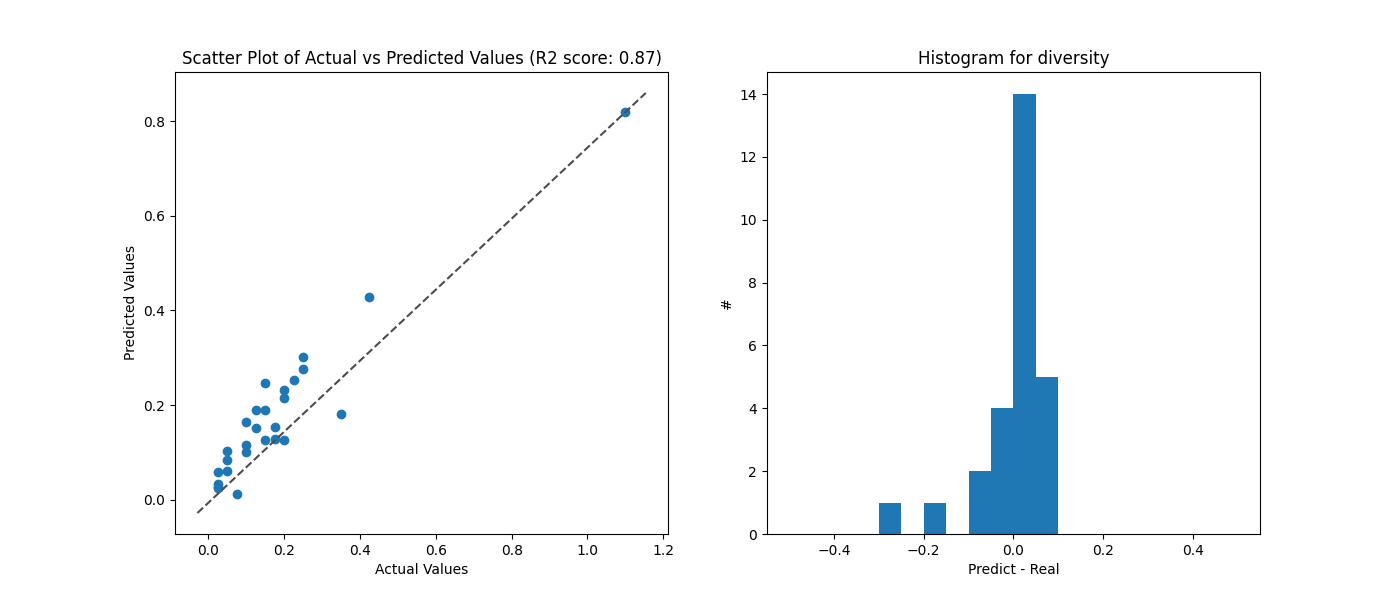 Scatter Plot of Actual vs Predicted Values (R2 score: 0.87)
Predicted Values
0.8
0.6
0.4
0.2
0.0
0.0 0.2 0.4 0.6 0.8 1.0 1.2
Actual Values
Histogram for diversity
#
14
12
10
8
6
4
2
0
−0.4 −0.2 0.0 0.2 0.4
Predict - Real